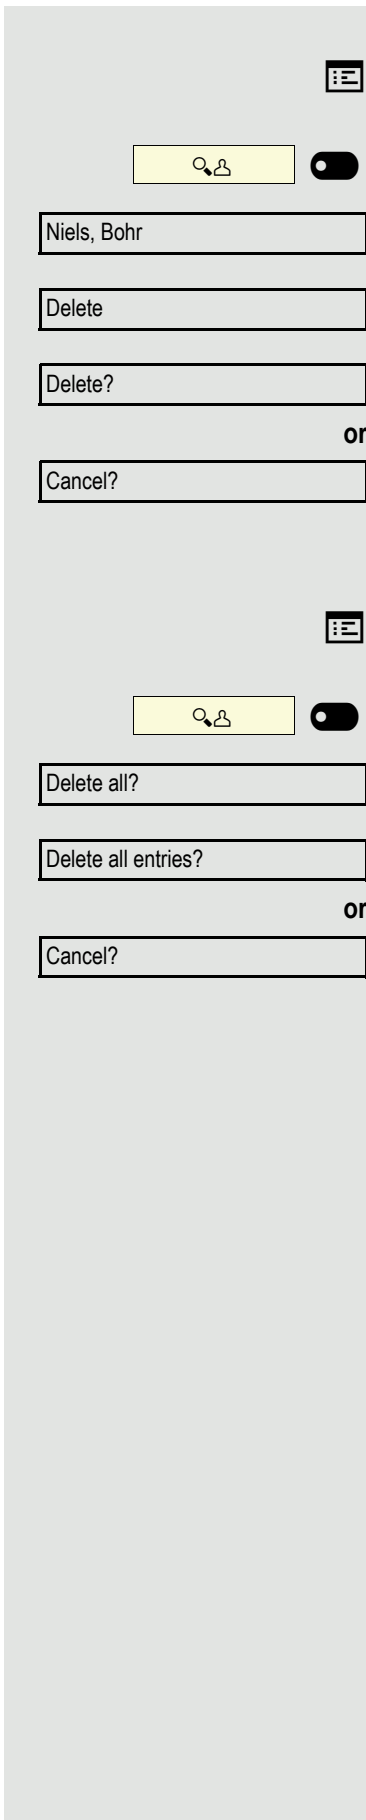 Niels, Bohr
Delete
Delete?
or
Cancel?
Delete all?
Delete all entries?
or
Cancel?